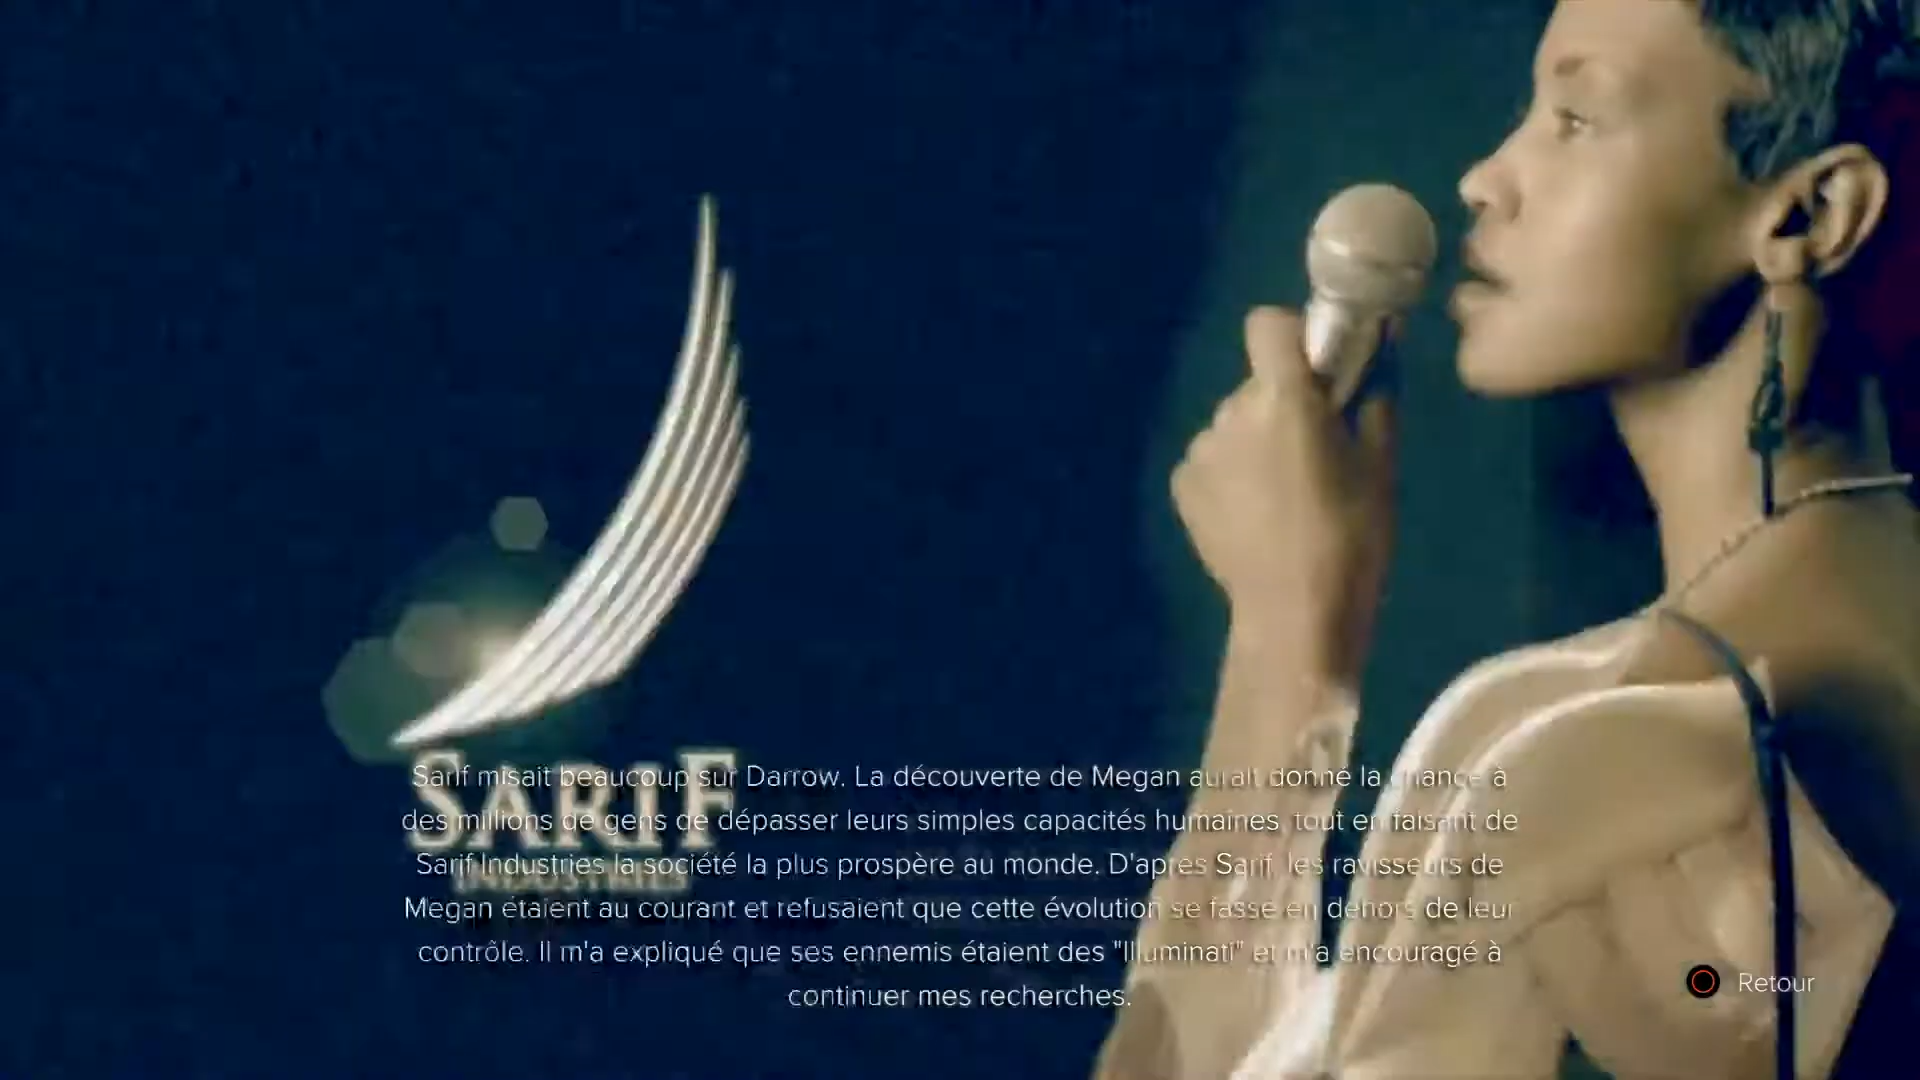 SARIF
INDUSTRIES
Sarif misait beaucoup sur Darrow. La découverte de Megan aurait donné la chance à
des millions de gens de dépasser leurs simples capacités humaines, tout en faisant de
Sarif Industries la société la plus prospère au monde. D'après Sarif, les ravisseurs de
Megan étaient au courant et refusaient que cette évolution se fasse en dehors de leur
contrôle. Il m'a expliqué que ses ennemis étaient des "Illuminati" et m'a encouragé à
continuer mes recherches.
Retour